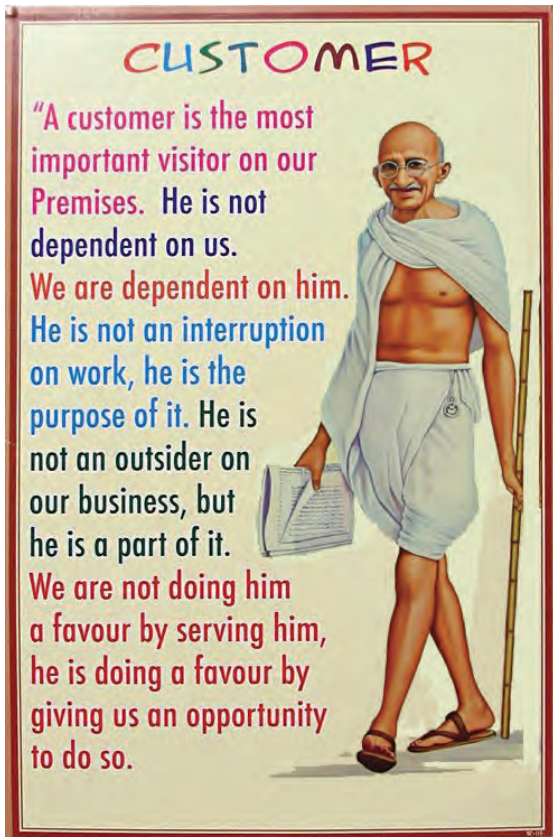 CUSTOMER
“A customer is the most
important visitor on our
Premises. He is not
dependent on us.
We are dependent on him.
He is not an interruption
on work, he is the
purpose of it. He is
not an outsider on
our business, but
he is a part of it.
We are not doing him
a favour by serving him,
he is doing a favour by
giving us an opportunity
to do so.